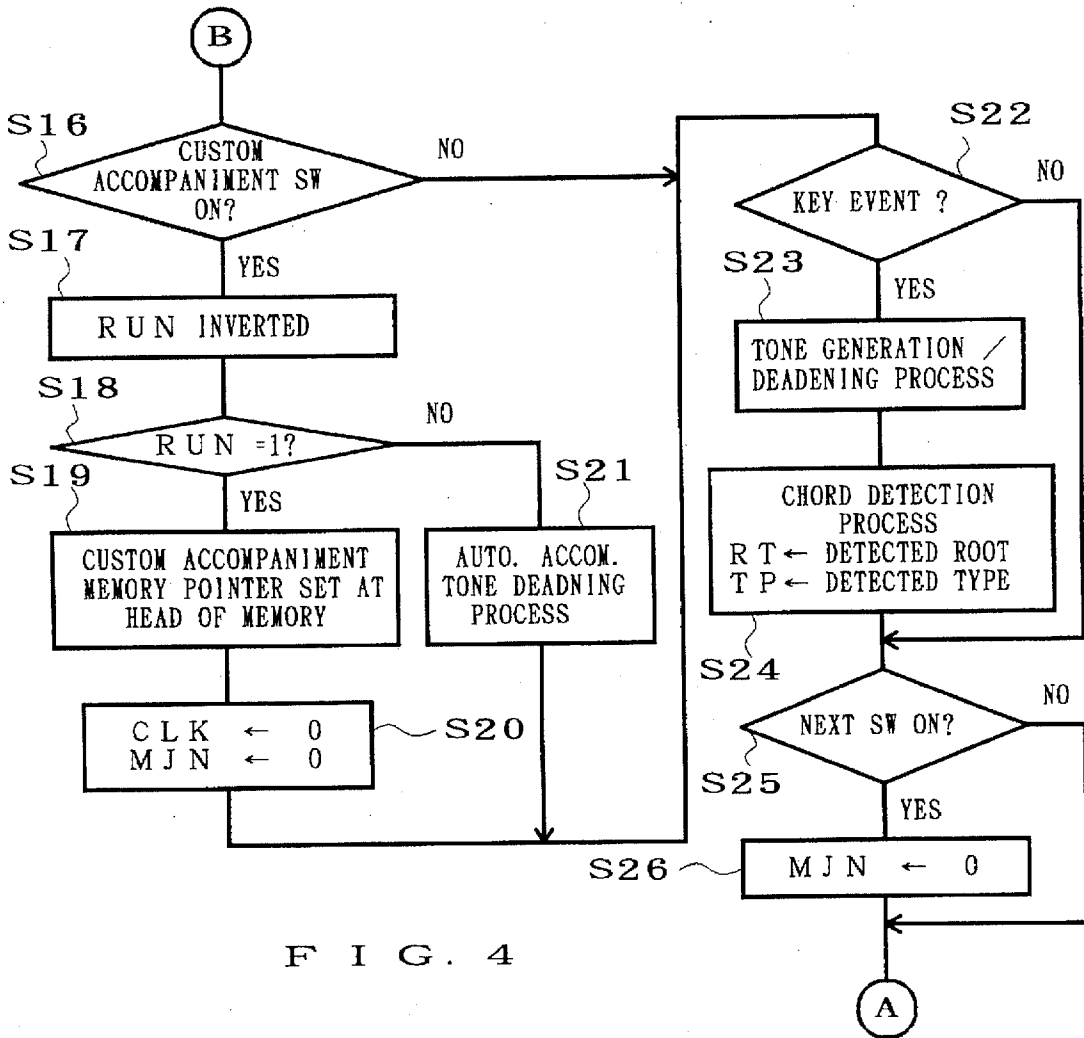 B
S16
CUSTOM
ACCOMPANIMENT SW
ON?
NO
YES
S17
RUN INVERTED
S18
RUN =1?
NO
YES
S19
CUSTOM ACCOMPANIMENT
MEMORY POINTER SET AT
HEAD OF MEMORY
S21
AUTO. ACCOM.
TONE DEADNING
PROCESS
CLK ← 0
MJN ← 0
S20
S22
KEY EVENT ?
NO
YES
S23
TONE GENERATION /
DEADENING PROCESS
CHORD DETECTION
PROCESS
RT ← DETECTED ROOT
TP ← DETECTED TYPE
S24
NEXT SW ON?
NO
S25
YES
S26
MJN ← 0
A
FIG. 4